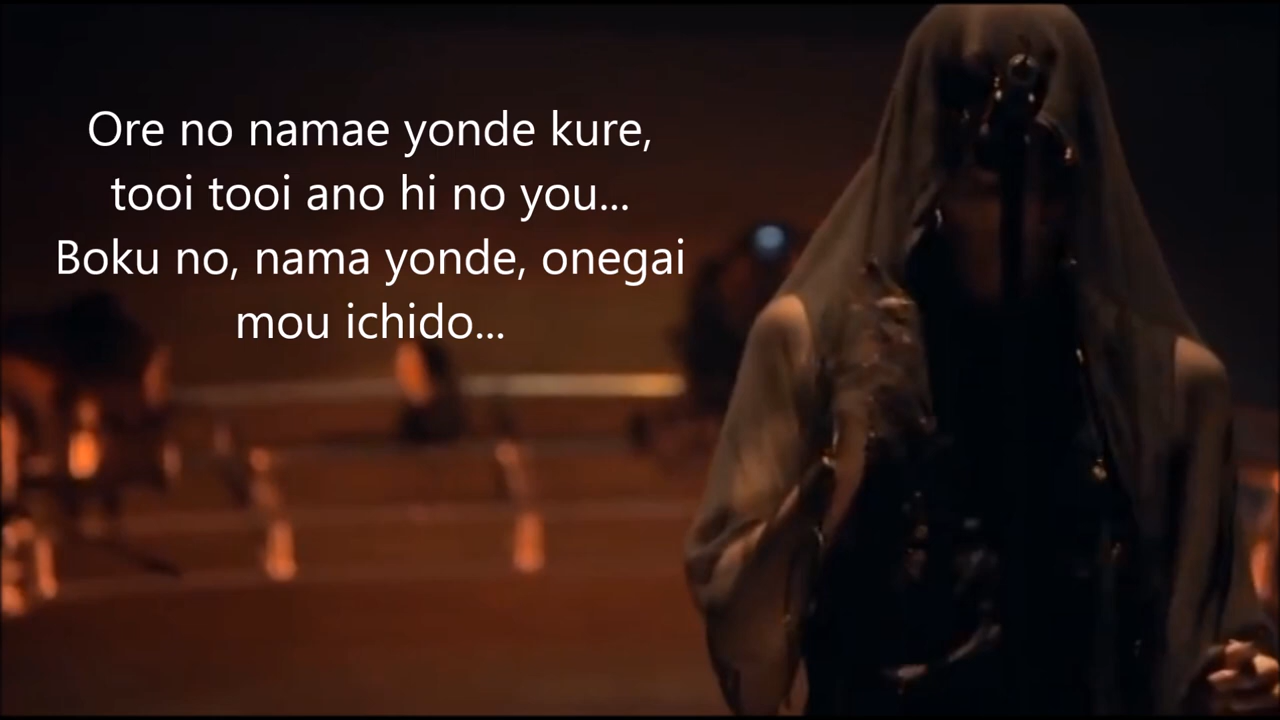 Ore no namae yonde kure,
tooi tooi ano hi no you...
Boku no, nama yonde, onegai
mou ichido...